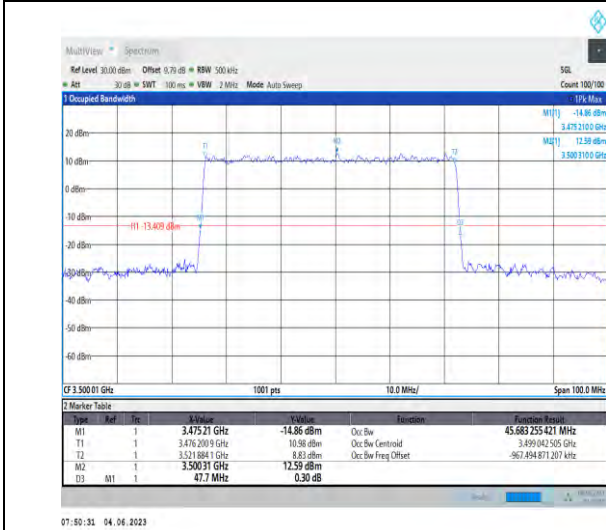 MultiView Spectrum
Ref Level 30.00 dBm Offset 9.79 dB RBW 500 kHz SGL
Att 30 dB SWT 100 ms VBW 2 MHz Mode Auto Sweep Count 100/100
1 Occupied Bandwidth 1Pk Max
M1[1] -14.86 dBm
3.475 2100 GHz
M2[1] 12.59 dBm
3.500 3100 GHz
20 dBm
T1 M2 T2
10 dBm
0 dBm
-10 dBm
H1 -13.409 dBm
-20 dBm
-30 dBm
-40 dBm
-50 dBm
-60 dBm
CF 3.500 01 GHz 1001 pts 10.0 MHz/ Span 100.0 MHz
2 Marker Table
Type Ref Trc X-Value Y-Value Function Function Result
M1 1 3.475 21 GHz -14.86 dBm Occ Bw 45.683 255 421 MHz
T1 1 3.476 200 9 GHz 10.98 dBm Occ Bw Centroid 3.499 042 505 GHz
T2 1 3.521 884 1 GHz 8.83 dBm Occ Bw Freq Offset -967.494 871 207 kHz
M2 1 3.500 31 GHz 12.59 dBm
D3 M1 1 47.7 MHz 0.30 dB
07:50:31 04.06.2023